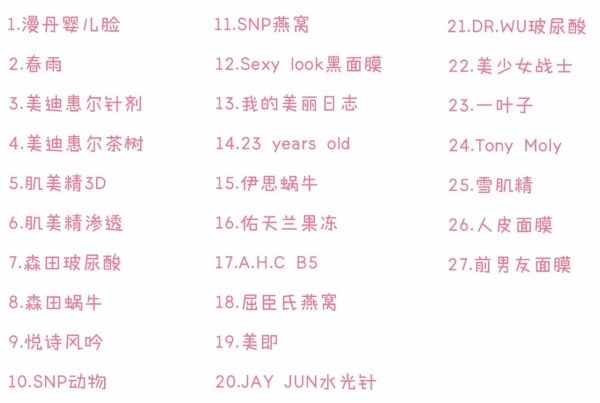 1.漫丹婴儿脸
2.春雨
3.美迪惠尔针剂
4.美迪惠尔茶树
5.肌美精3D
6.肌美精渗透
7.森田玻尿酸
8.森田蜗牛
9.悦诗风吟
10.SNP动物
11.SNP燕窝
12.Sexy look黑面膜
13.我的美丽日志
14.23 years old
15.伊思蜗牛
16.佑天兰果冻
17.A.H.C B5
18.屈臣氏燕窝
19.美即
20.JAY JUN水光针
21.DR.WU玻尿酸
22.美少女战士
23.一叶子
24.Tony Moly
25.雪肌精
26.人皮面膜
27.前男友面膜